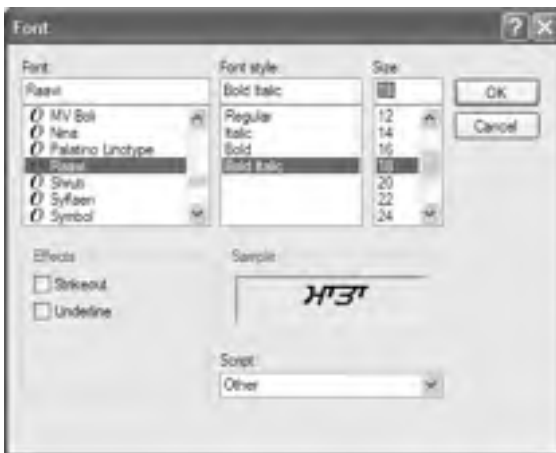 Font
Font: Font style: Size:
Raavi Bold Italic 18 OK
MV Boli Regular 12 Cancel
Nina Italic 14
Palatino Linotype Bold 16
Raavi Bold Italic 18
Shruti 20
Sylfaen 22
Symbol 24
Effects Sample
Strikeout
Underline
Script:
Other